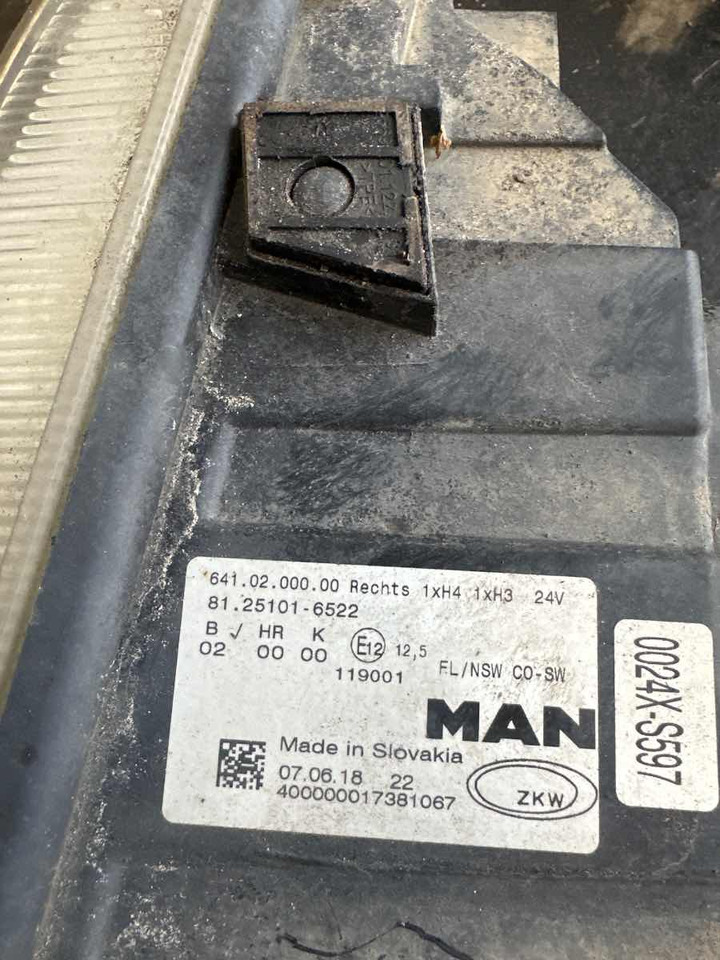 641.02.000.00 Rechts 1xH4 1xH3 24V
81.25101-6522
B ✓ HR K
02 00 00 E12 12,5
119001 FL/NSW CO-SW
MAN
Made in Slovakia
07.06.18 22
400000017381067
ZKW
0024X-S597